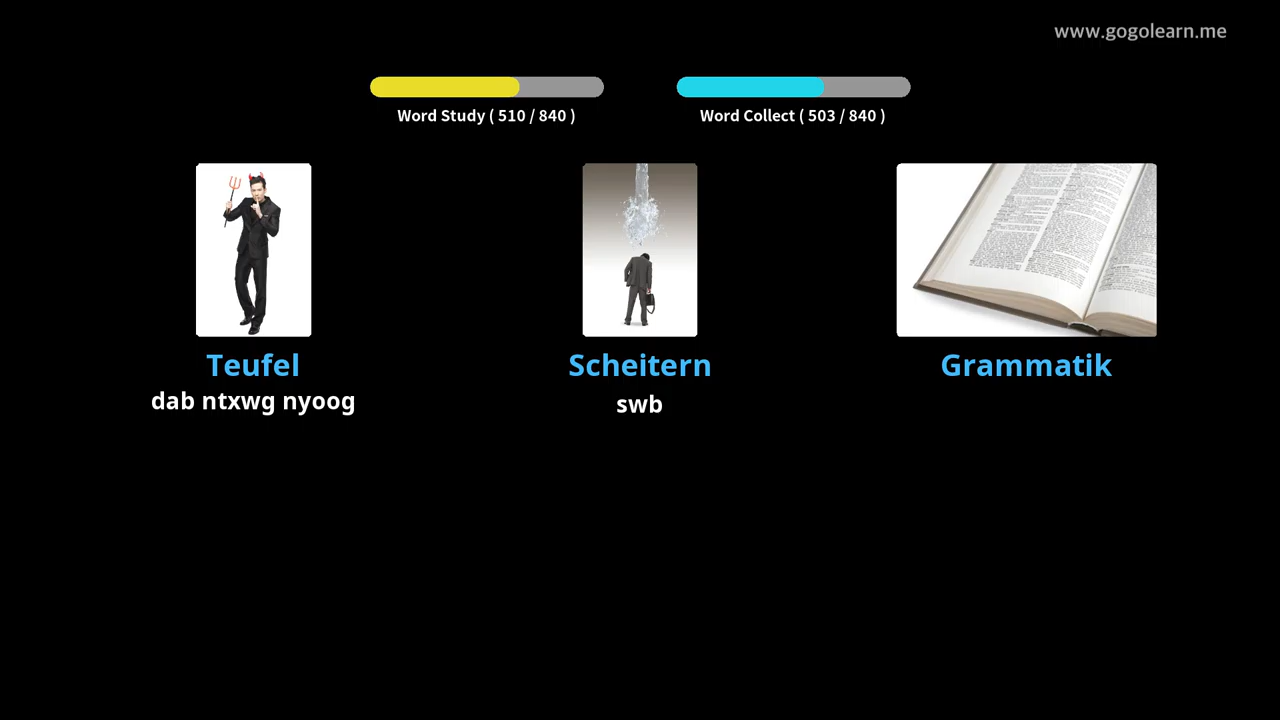 www.gogolearn.me
Word Study ( 510 / 840 )
Word Collect ( 503 / 840 )
Teufel
dab ntxwg nyoog
Scheitern
swb
Grammatik